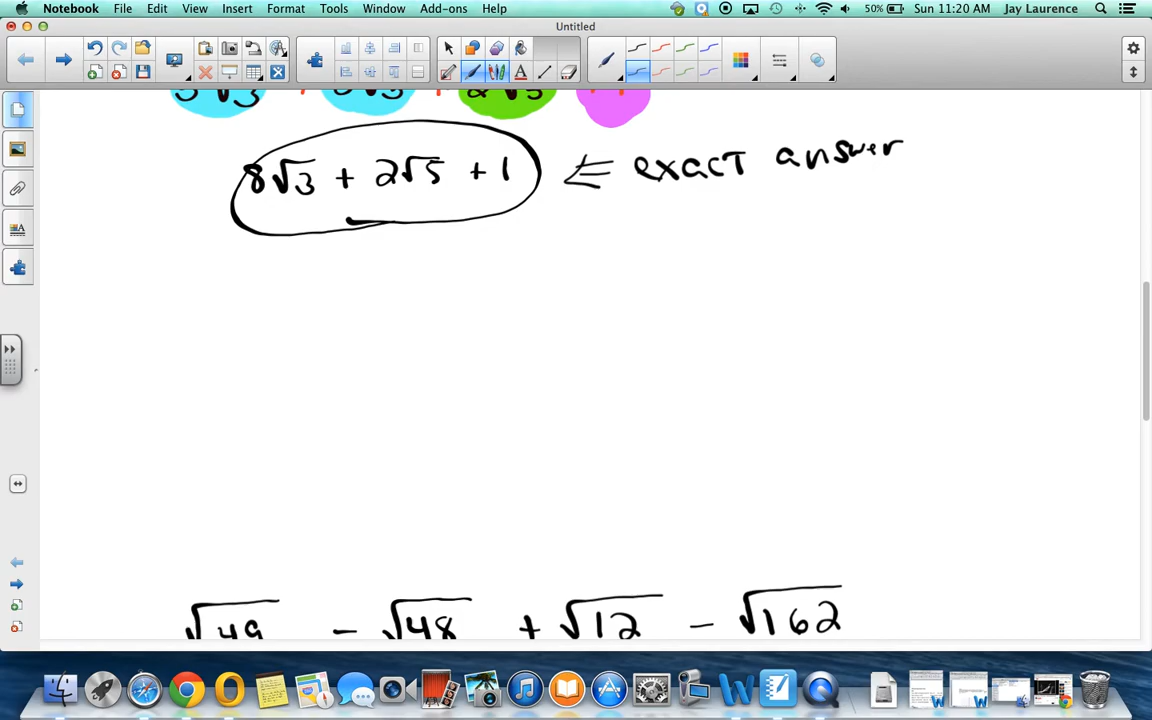 Notebook File Edit View Insert Format Tools Window Add-ons Help 50% Sun 11:20 AM Jay Laurence
Untitled
8√3 + 2√5 + 1 ⇐ exact answer
√49 - √48 + √12 - √162